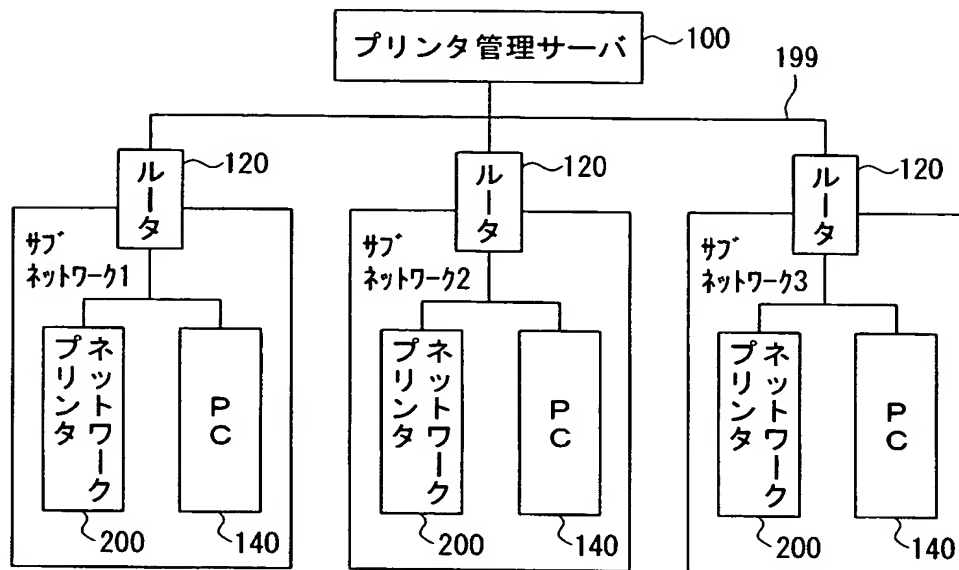 プリンタ管理サーバ
100
199
ルータ
120
ルータ
120
ルータ
120
サブ
ネットワーク1
サブ
ネットワーク2
サブ
ネットワーク3
ネットワーク
プリンタ
PC
ネットワーク
プリンタ
PC
ネットワーク
プリンタ
PC
200
140
200
140
200
140